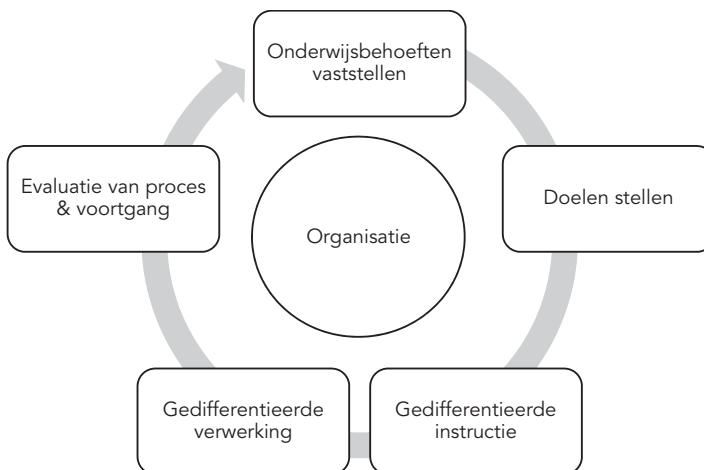 Onderwijsbehoeften
vaststellen
Evaluatie van proces
& voortgang
Doelen stellen
Organisatie
Gedifferentieerde
verwerking
Gedifferentieerde
instructie